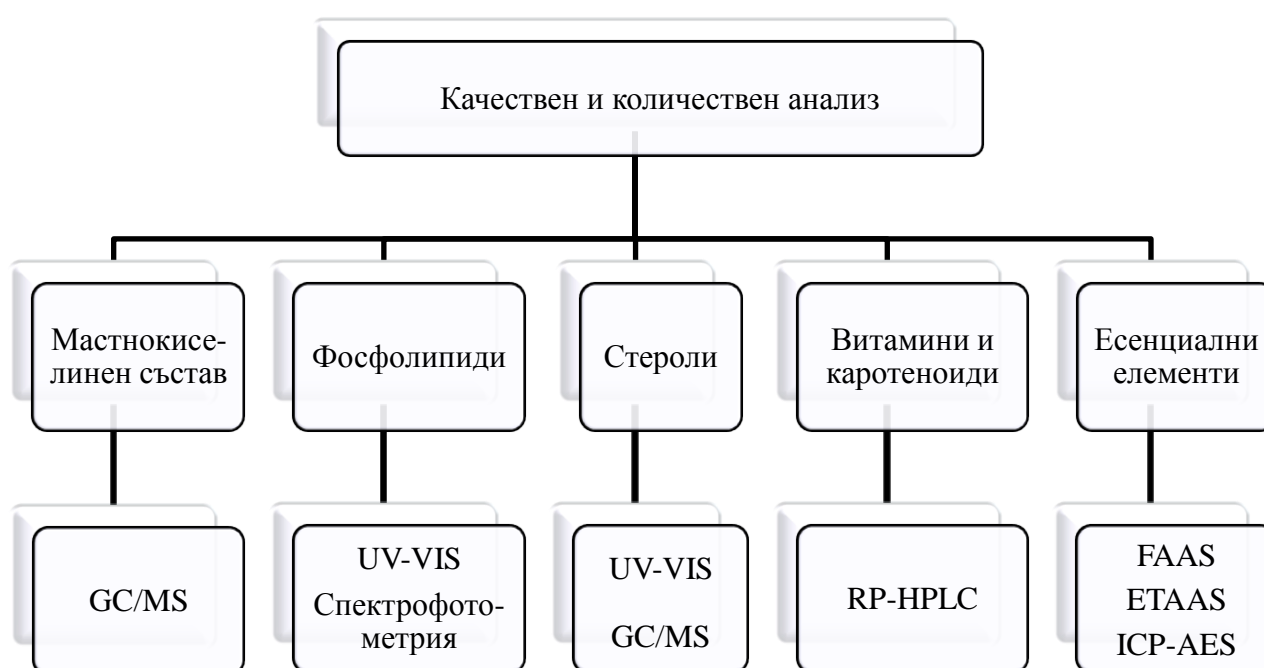 Качествен и количествен анализ
Мастнокисе-
линен състав
Фосфолипиди
Стероли
Витамини и
каротеноиди
Есенциални
елементи
GC/MS
UV-VIS
Спектрофото-
метрия
UV-VIS
GC/MS
RP-HPLC
FAAS
ETAAS
ICP-AES